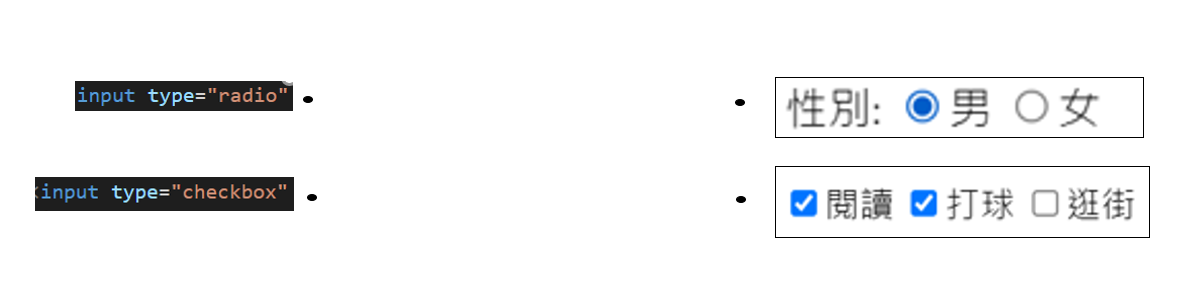 input type="radio"
性別: 男 女
input type="checkbox"
閱讀 打球 逛街